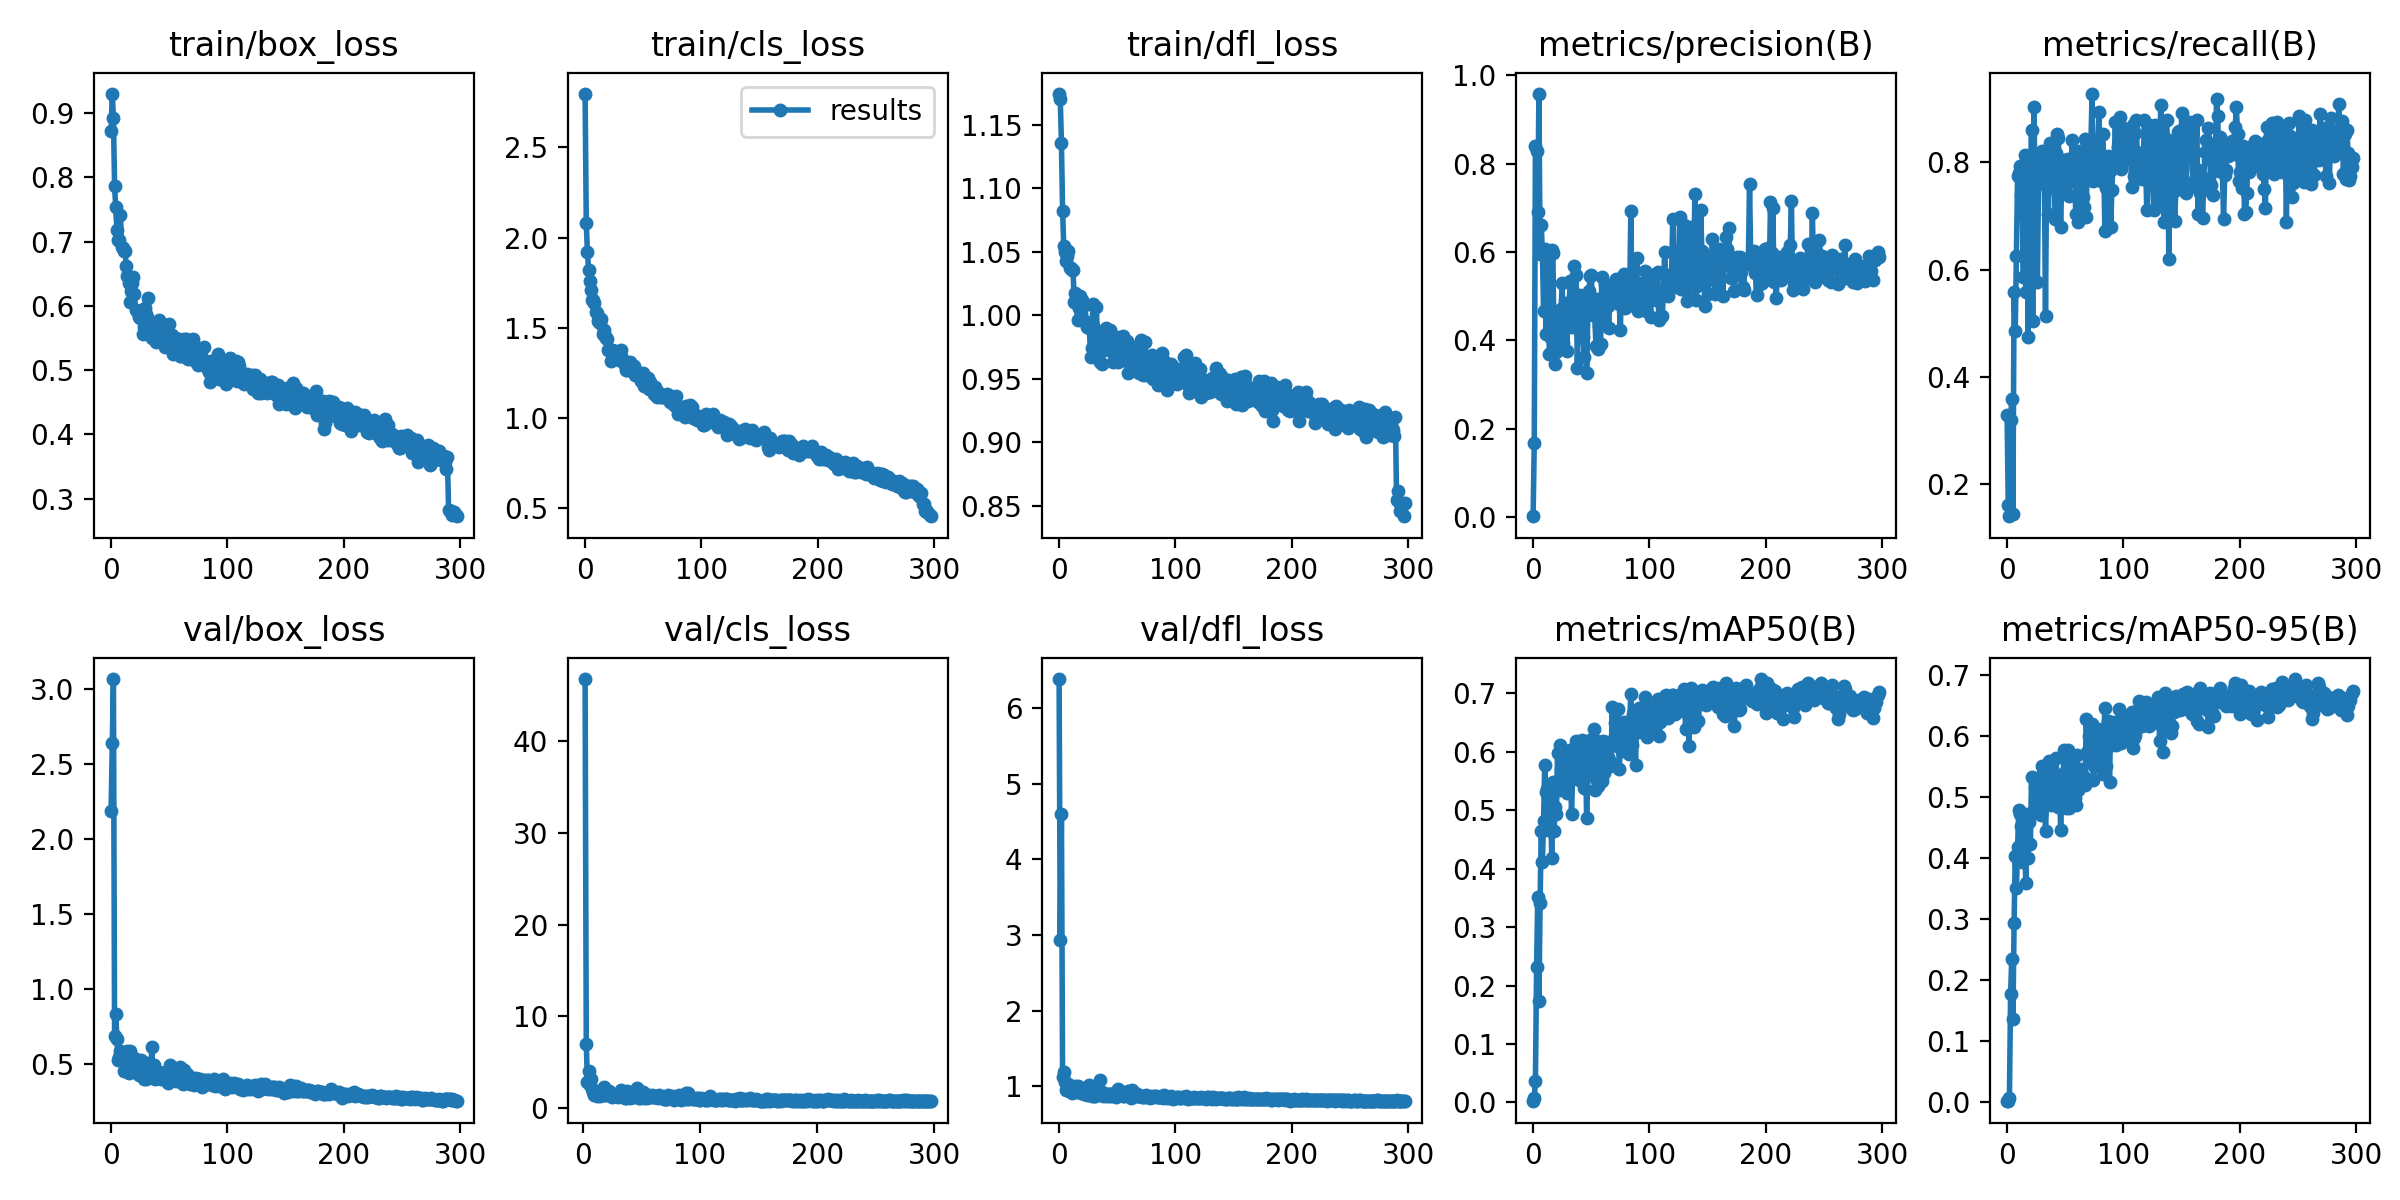 train/box_loss
0.9
0.8
0.7
0.6
0.5
0.4
0.3
0 100 200 300
train/cls_loss
results
2.5
2.0
1.5
1.0
0.5
0 100 200 300
train/dfl_loss
1.15
1.10
1.05
1.00
0.95
0.90
0.85
0 100 200 300
metrics/precision(B)
1.0
0.8
0.6
0.4
0.2
0.0
0 100 200 300
metrics/recall(B)
0.8
0.6
0.4
0.2
0 100 200 300
val/box_loss
3.0
2.5
2.0
1.5
1.0
0.5
0 100 200 300
val/cls_loss
40
30
20
10
0
0 100 200 300
val/dfl_loss
6
5
4
3
2
1
0 100 200 300
metrics/mAP50(B)
0.7
0.6
0.5
0.4
0.3
0.2
0.1
0.0
0 100 200 300
metrics/mAP50-95(B)
0.7
0.6
0.5
0.4
0.3
0.2
0.1
0.0
0 100 200 300